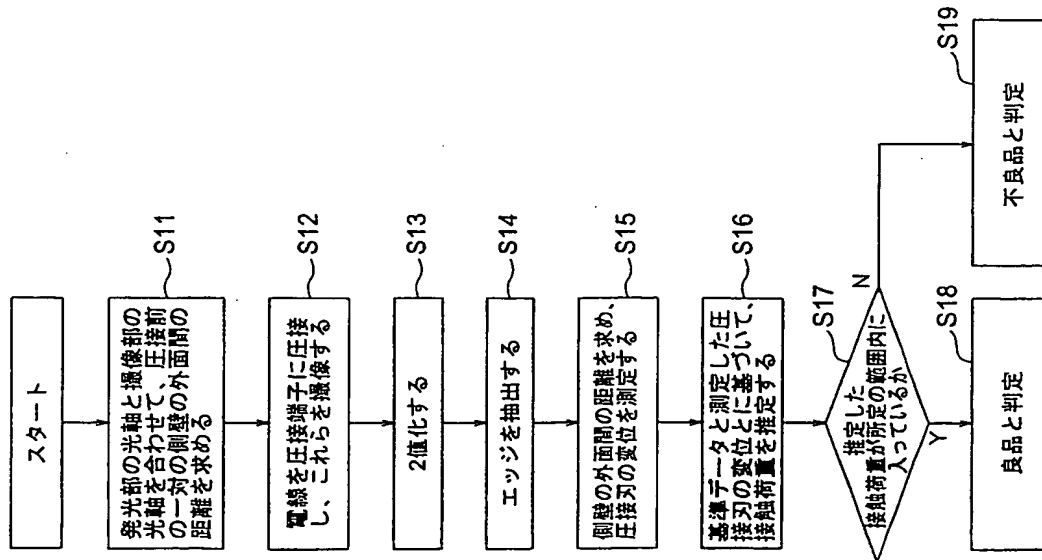 スタート
発光部の光軸と撮像部の
光軸を合わせて、圧接前
の一対の側壁の外面間の
距離を求める
S11
電線を圧接端子に圧接
し、これらを撮像する
S12
2値化する
S13
エッジを抽出する
S14
側壁の外面間の距離を求め、
圧接刃の変位を測定する
S15
基準データと測定した圧
接刃の変位とに基づいて、
接触荷重を推定する
S16
推定した
接触荷重が所定の範囲内に
入っているか
S17
N
Y
良品と判定
S18
不良品と判定
S19